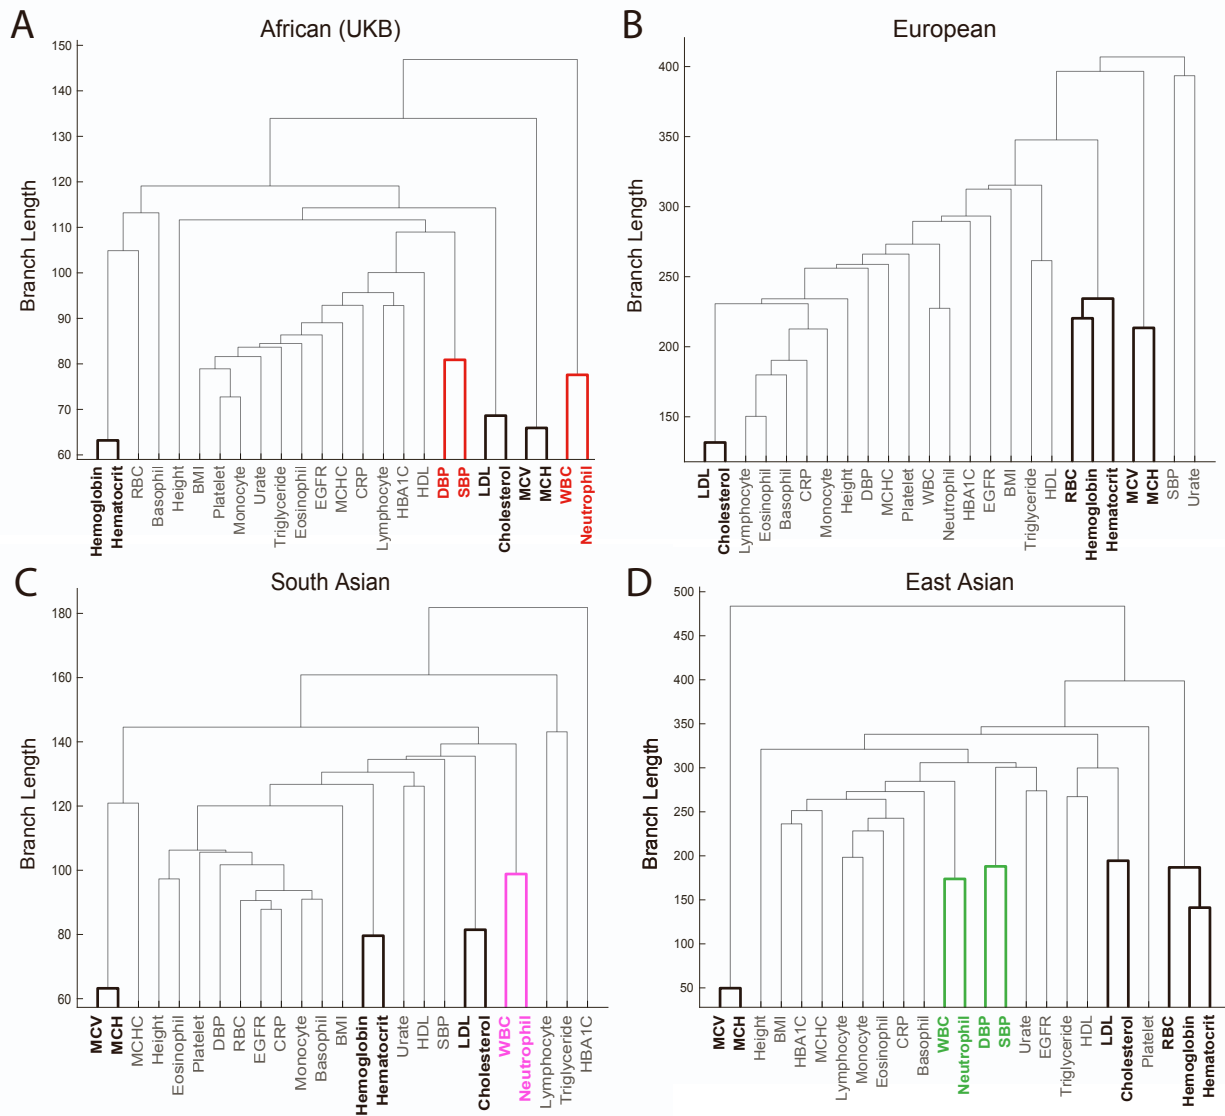 A
African (UKB)
Branch Length
150
140
130
120
110
100
90
80
70
60
Hemoglobin
Hematocrit
RBC
Basophil
Height
BMI
Platelet
Monocyte
Urate
Triglyceride
Eosinophil
EGFR
MCHC
CRP
Lymphocyte
HBA1C
HDL
DBP
SBP
LDL
Cholesterol
MCV
MCH
WBC
Neutrophil
B
European
Branch Length
400
350
300
250
200
150
LDL
Cholesterol
Lymphocyte
Eosinophil
Basophil
CRP
Monocyte
Height
DBP
MCHC
Platelet
WBC
Neutrophil
HBA1C
EGFR
BMI
Triglyceride
HDL
RBC
Hemoglobin
Hematocrit
MCV
MCH
SBP
Urate
C
South Asian
Branch Length
180
160
140
120
100
80
60
MCV
MCH
MCHC
Height
Eosinophil
Platelet
DBP
RBC
EGFR
CRP
Monocyte
Basophil
BMI
Hemoglobin
Hematocrit
Urate
HDL
SBP
LDL
Cholesterol
WBC
Neutrophil
Lymphocyte
Triglyceride
HBA1C
D
East Asian
Branch Length
500
450
400
350
300
250
200
150
100
50
MCV
MCH
Height
BMI
HBA1C
MCHC
Lymphocyte
Monocyte
Eosinophil
CRP
Basophil
WBC
Neutrophil
DBP
SBP
Urate
EGFR
Triglyceride
HDL
LDL
Cholesterol
Platelet
RBC
Hemoglobin
Hematocrit